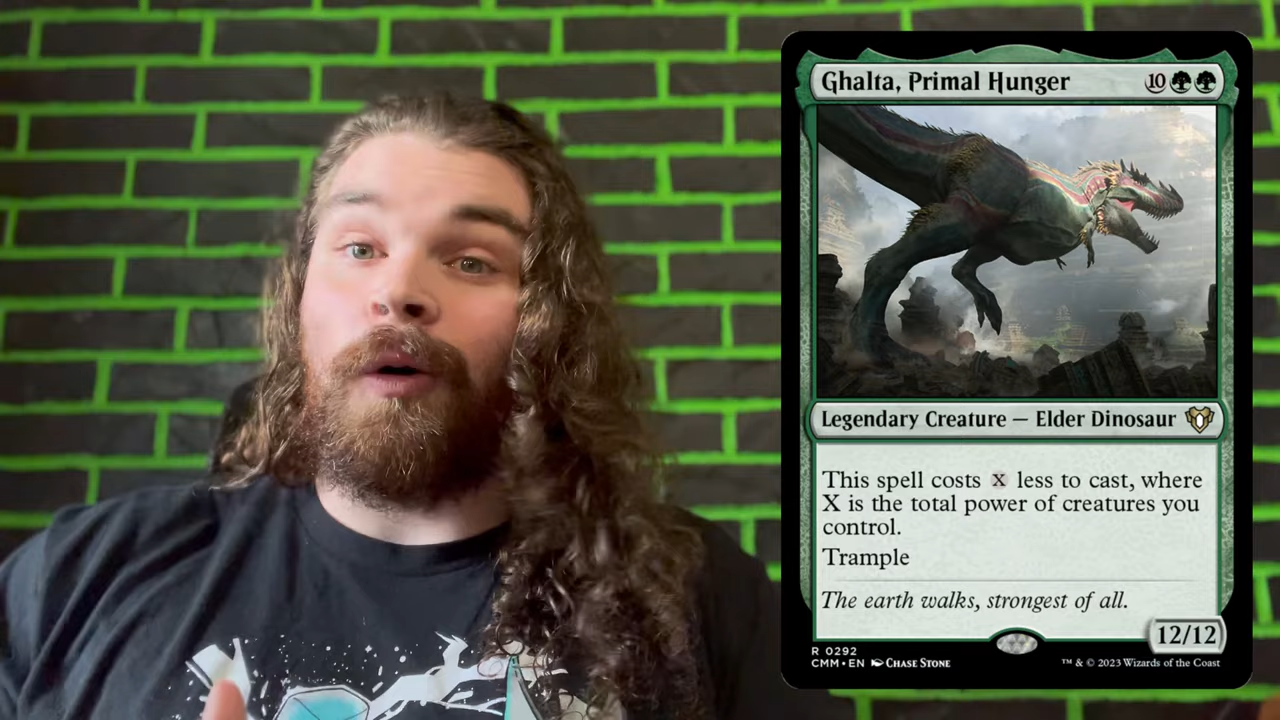 Ghalta, Primal Hunger 10
Legendary Creature — Elder Dinosaur
This spell costs X less to cast, where
X is the total power of creatures you
control.
Trample
The earth walks, strongest of all.
12/12
R 0292
CMM • EN Chase Stone
™ & © 2023 Wizards of the Coast